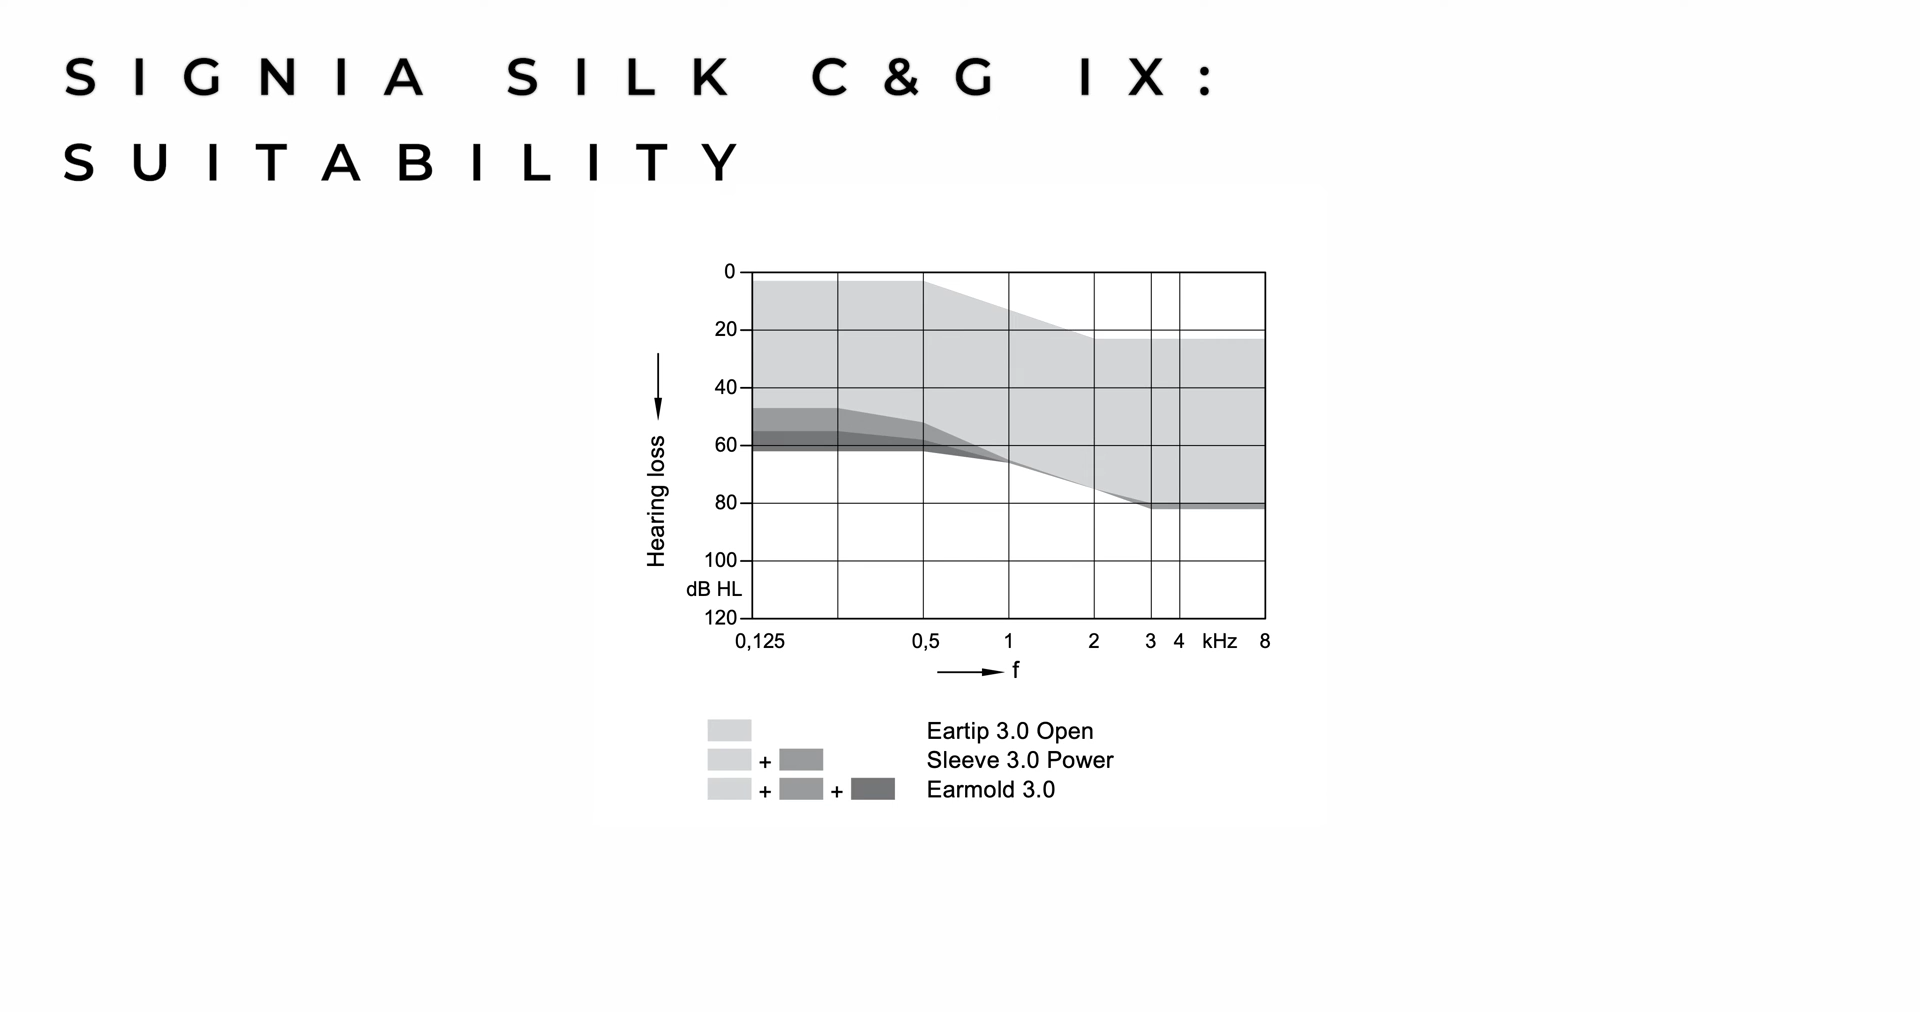 SIGNIA SILK C&G IX:
SUITABILITY
0
20
40
60
80
100
dB HL
120
Hearing loss
0,125 0,5 1 2 3 4 kHz 8
f
Eartip 3.0 Open
+ Sleeve 3.0 Power
+ + Earmold 3.0